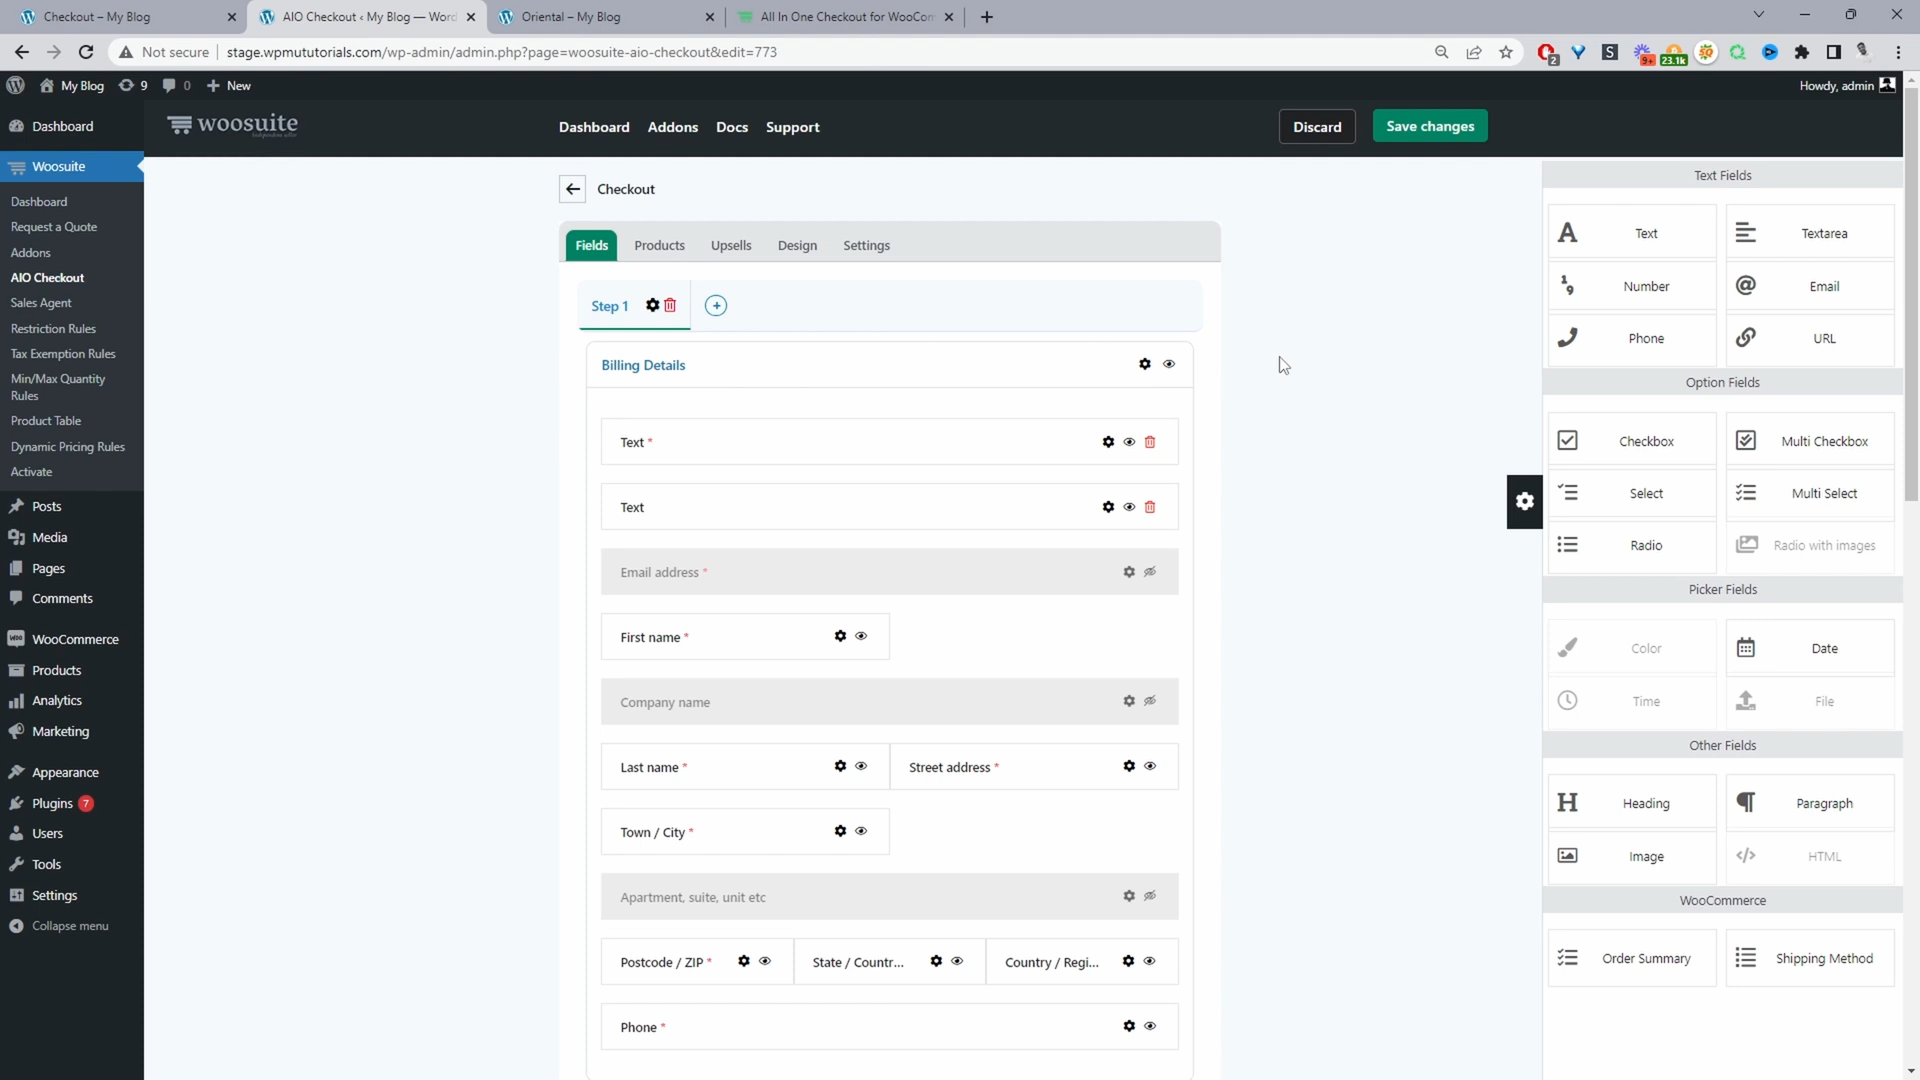 Checkout – My Blog
AIO Checkout ‹ My Blog — Word
Oriental – My Blog
All In One Checkout for WooCom
Not secure
stage.wpmututorials.com/wp-admin/admin.php?page=woosuite-aio-checkout&edit=773
2
9+
23.1k
My Blog
9
0
New
Howdy, admin
Dashboard
woosuite
Dashboard
Addons
Docs
Support
Discard
Save changes
Woosuite
Dashboard
Request a Quote
Addons
AIO Checkout
Sales Agent
Restriction Rules
Tax Exemption Rules
Min/Max Quantity
Rules
Product Table
Dynamic Pricing Rules
Activate
Posts
Media
Pages
Comments
WooCommerce
Products
Analytics
Marketing
Appearance
Plugins 7
Users
Tools
Settings
Collapse menu
Checkout
Fields
Products
Upsells
Design
Settings
Step 1
Billing Details
Text *
Text
Email address *
First name *
Company name
Last name *
Street address *
Town / City *
Apartment, suite, unit etc
Postcode / ZIP *
State / Countr...
Country / Regi...
Phone *
Text Fields
Text
Textarea
Number
Email
Phone
URL
Option Fields
Checkbox
Multi Checkbox
Select
Multi Select
Radio
Radio with images
Picker Fields
Color
Date
Time
File
Other Fields
Heading
Paragraph
Image
HTML
WooCommerce
Order Summary
Shipping Method